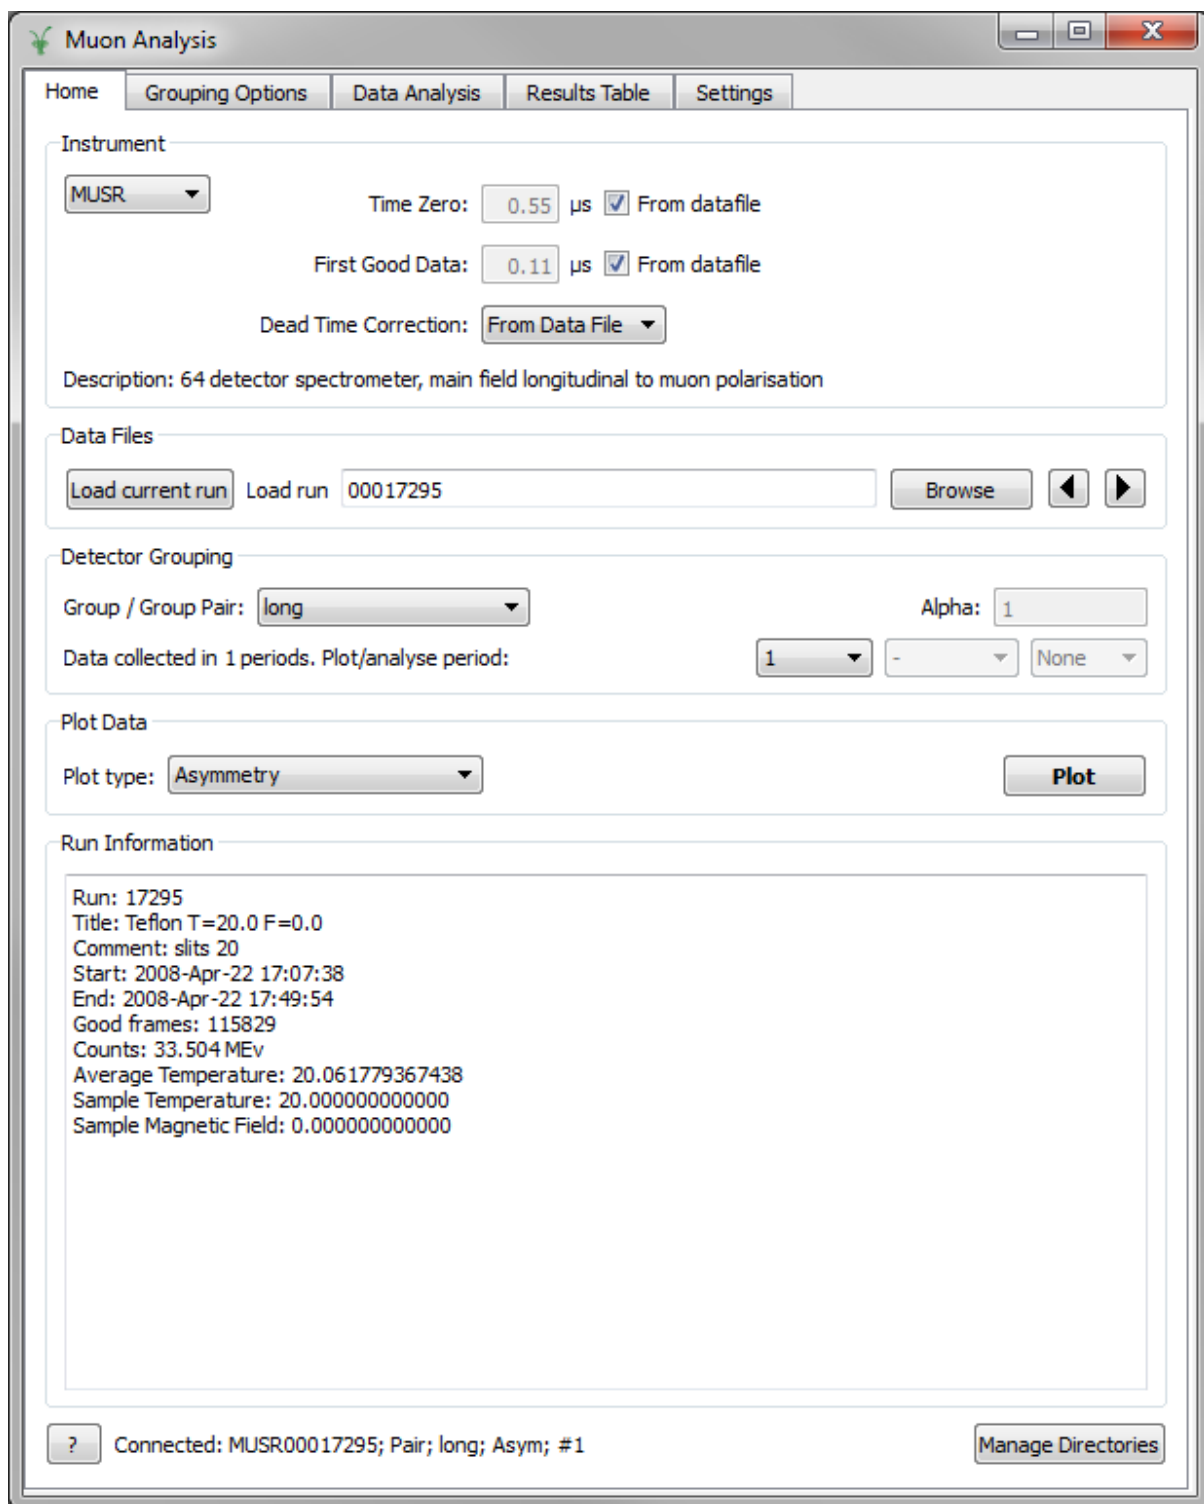 Muon Analysis
Home Grouping Options Data Analysis Results Table Settings
Instrument
MUSR Time Zero: 0.55 μs From datafile
First Good Data: 0.11 μs From datafile
Dead Time Correction: From Data File
Description: 64 detector spectrometer, main field longitudinal to muon polarisation
Data Files
Load current run Load run 00017295 Browse
Detector Grouping
Group / Group Pair: long Alpha: 1
Data collected in 1 periods. Plot/analyse period: 1 - None
Plot Data
Plot type: Asymmetry Plot
Run Information
Run: 17295
Title: Teflon T=20.0 F=0.0
Comment: slits 20
Start: 2008-Apr-22 17:07:38
End: 2008-Apr-22 17:49:54
Good frames: 115829
Counts: 33.504 MEv
Average Temperature: 20.061779367438
Sample Temperature: 20.000000000000
Sample Magnetic Field: 0.000000000000
? Connected: MUSR00017295; Pair; long; Asym; #1 Manage Directories